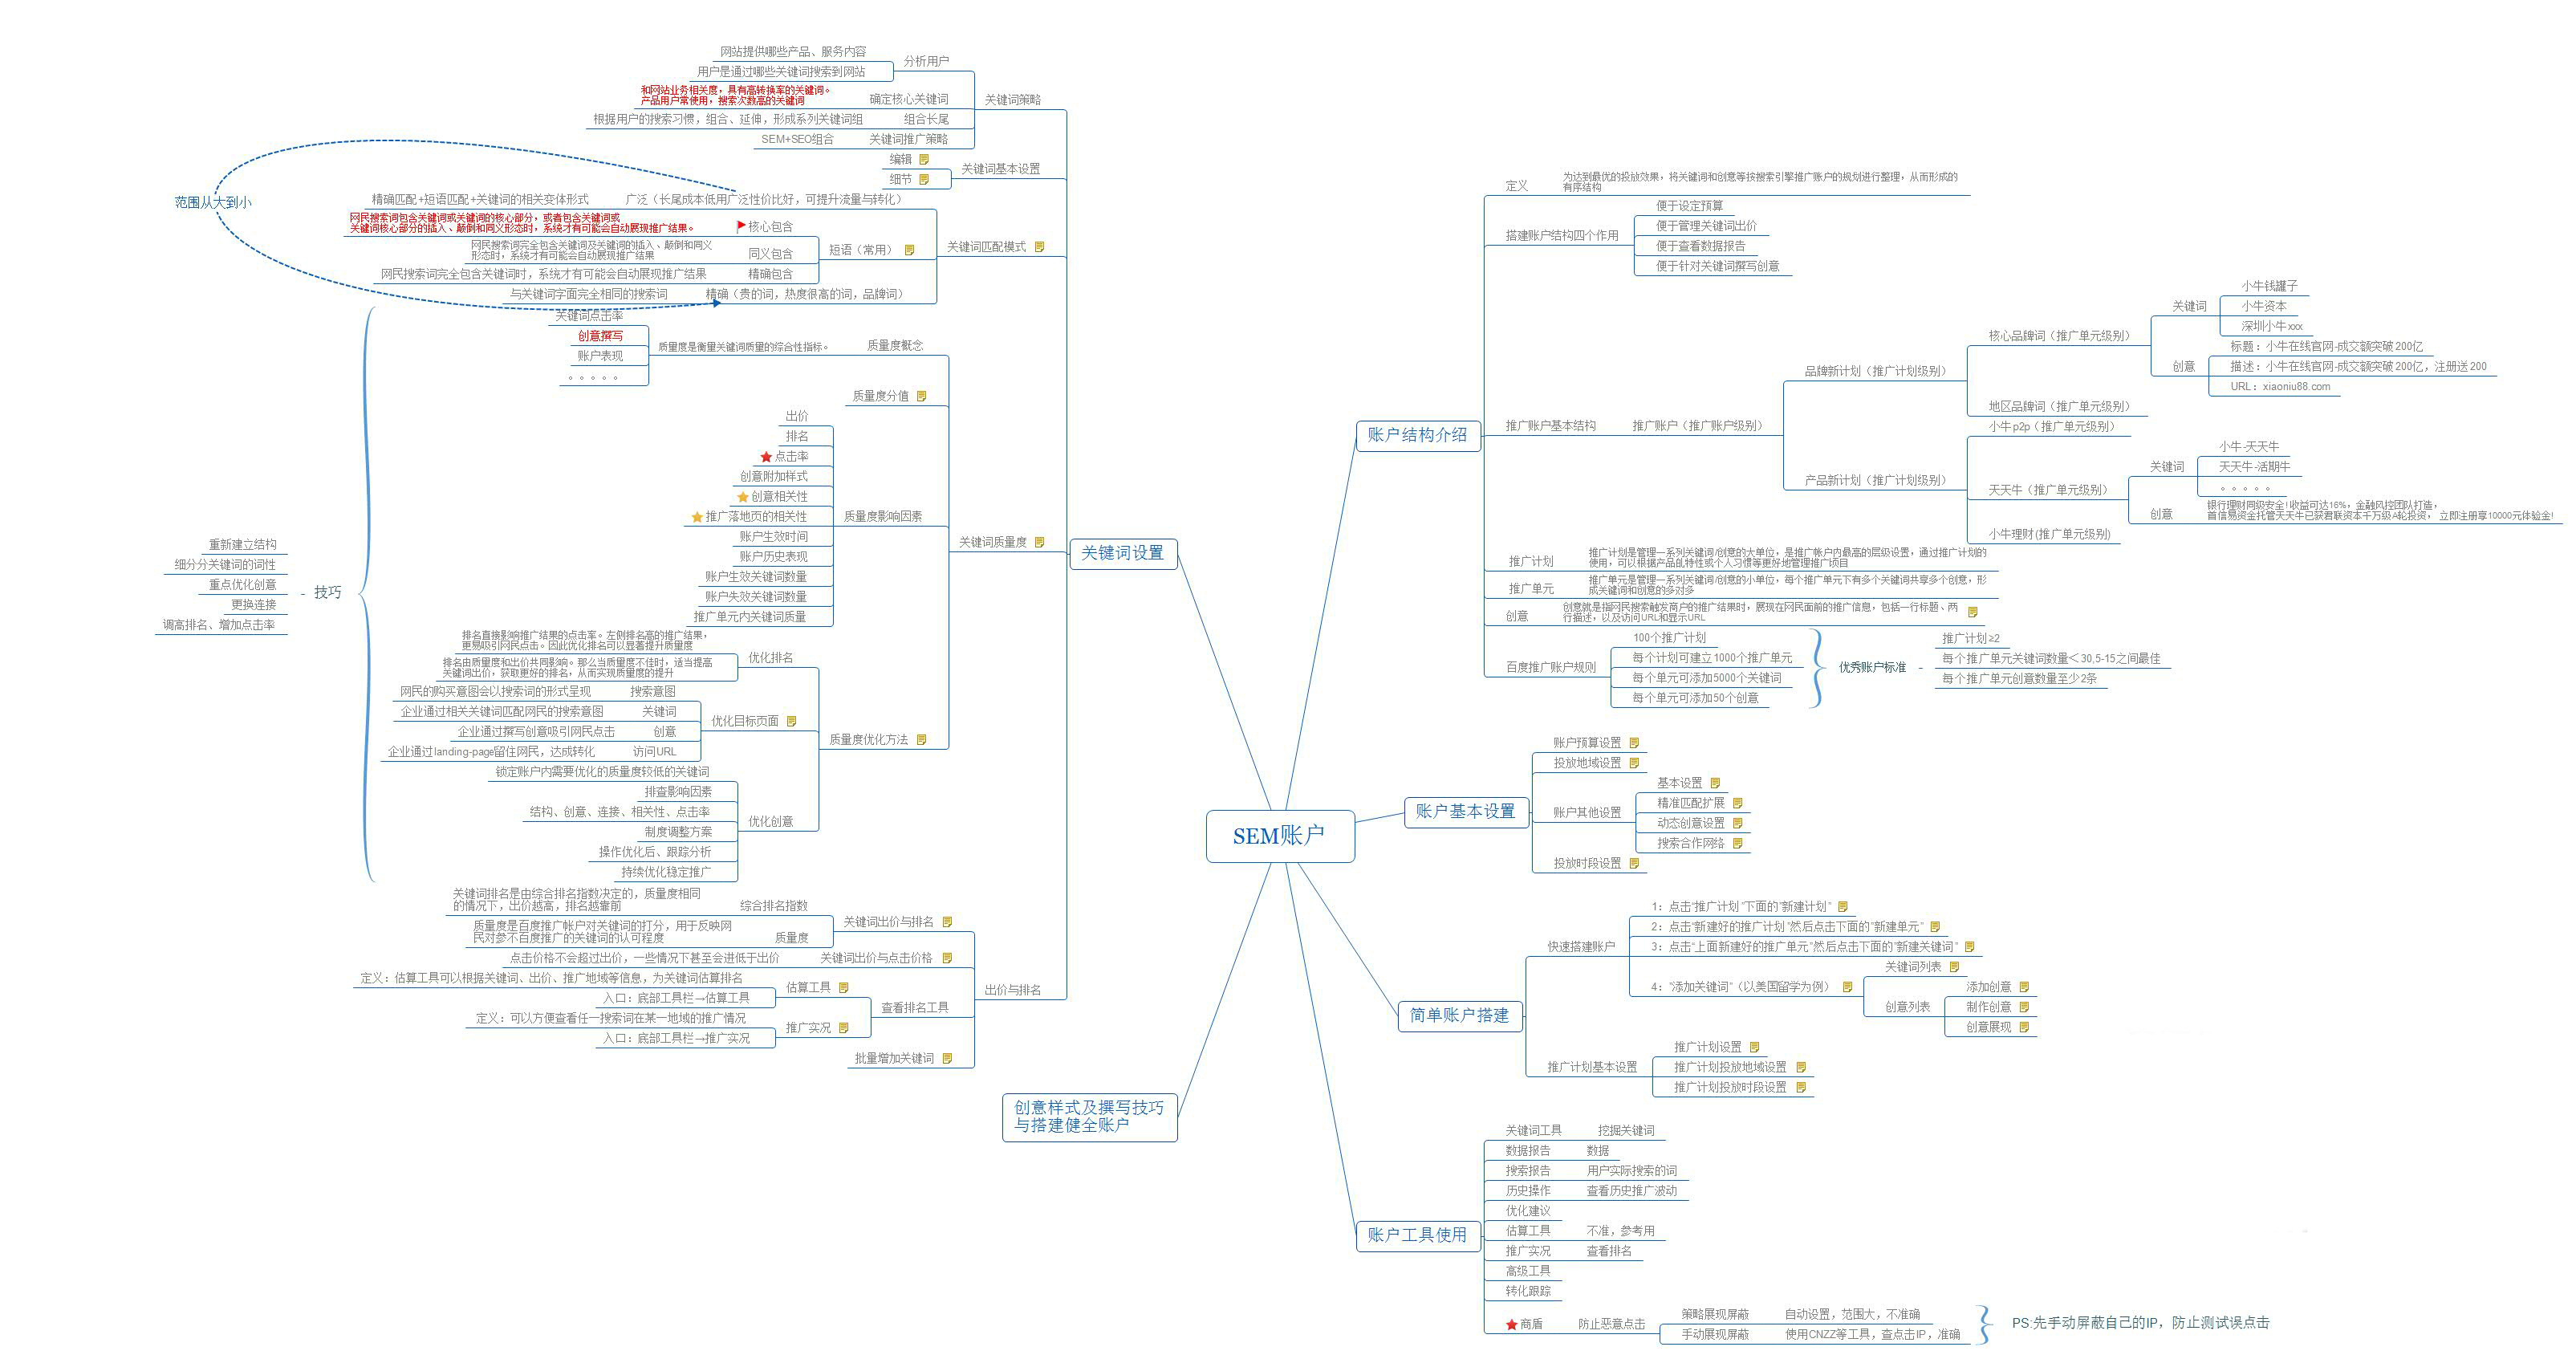 SEM账户
账户结构介绍
定义
为达到最优的投放效果，将关键词和创意等按搜索引擎推广账户的规划进行整理，从而形成的
有序结构
搭建账户结构四个作用
便于设定预算
便于管理关键词出价
便于查看数据报告
便于针对关键词撰写创意
推广账户基本结构
推广账户（推广账户级别）
品牌新计划（推广计划级别）
核心品牌词（推广单元级别）
关键词
小牛钱罐子
小牛资本
深圳小牛xxx
创意
标题：小牛在线官网-成交额突破200亿
描述：小牛在线官网-成交额突破200亿，注册送200
URL：xiaoniu88.com
地区品牌词（推广单元级别）
产品新计划（推广计划级别）
小牛p2p（推广单元级别）
天天牛（推广单元级别）
关键词
小牛-天天牛
天天牛-活期牛
。。。。。
创意
银行理财同级安全!收益可达16%，金融风控团队打造，
首信易资金托管天天牛已获君联资本千万级A轮投资，立即注册享10000元体验金!
小牛理财(推广单元级别)
推广计划
推广计划是管理一系列关键词/创意的大单位，是推广帐户内最高的层级设置，通过推广计划的
使用，可以根据产品乱特性或个人习惯等更好地管理推广顷目
推广单元
推广单元是管理一系列关键词/创意的小单位，每个推广单元下有多个关键词共享多个创意，形
成关键词和创意的多对多
创意
创意就是指网民搜索触发商户的推广结果时，展现在网民面前的推广信息，包括一行标题、两
行描述，以及访问URL和显示URL
百度推广账户规则
100个推广计划
每个计划可建立1000个推广单元
每个单元可添加5000个关键词
每个单元可添加50个创意
优秀账户标准
推广计划≥2
每个推广单元关键词数量＜30,5-15之间最佳
每个推广单元创意数量至少2条
账户基本设置
账户预算设置
投放地域设置
账户其他设置
基本设置
精准匹配扩展
动态创意设置
搜索合作网络
投放时段设置
简单账户搭建
快速搭建账户
1：点击“推广计划”下面的”新建计划”
2：点击“新建好的推广计划”然后点击下面的”新建单元”
3：点击“上面新建好的推广单元”然后点击下面的”新建关键词”
4：“添加关键词”（以美国留学为例）
关键词列表
创意列表
添加创意
制作创意
创意展现
推广计划基本设置
推广计划设置
推广计划投放地域设置
推广计划投放时段设置
账户工具使用
关键词工具
挖掘关键词
数据报告
数据
搜索报告
用户实际搜索的词
历史操作
查看历史推广波动
优化建议
估算工具
不准，参考用
推广实况
查看排名
高级工具
转化跟踪
商盾
防止恶意点击
策略展现屏蔽
自动设置，范围大，不准确
手动展现屏蔽
使用CNZZ等工具，查点击IP，准确
PS:先手动屏蔽自己的IP，防止测试误点击
关键词设置
关键词策略
分析用户
网站提供哪些产品、服务内容
用户是通过哪些关键词搜索到网站
确定核心关键词
和网站业务相关度，具有高转换率的关键词。
产品用户常使用，搜索次数高的关键词
组合长尾
根据用户的搜索习惯，组合、延伸，形成系列关键词组
关键词推广策略
SEM+SEO组合
关键词基本设置
编辑
细节
关键词匹配模式
广泛（长尾成本低用广泛性价比好，可提升流量与转化）
精确匹配+短语匹配+关键词的相关变体形式
短语（常用）
核心包含
网民搜索词包含关键词或关键词的核心部分，或者包含关键词或
关键词核心部分的插入、颠倒和同义形态时，系统才有可能会自动展现推广结果。
同义包含
网民搜索词完全包含关键词及关键词的插入、颠倒和同义
形态时，系统才有可能会自动展现推广结果
精确包含
网民搜索词完全包含关键词时，系统才有可能会自动展现推广结果
精确（贵的词，热度很高的词，品牌词）
与关键词字面完全相同的搜索词
范围从大到小
关键词质量度
质量度概念
质量度是衡量关键词质量的综合性指标。
关键词点击率
创意撰写
账户表现
。。。。。
质量度分值
质量度影响因素
出价
排名
点击率
创意附加样式
创意相关性
推广落地页的相关性
账户生效时间
账户历史表现
账户生效关键词数量
账户失效关键词数量
推广单元内关键词质量
质量度优化方法
优化排名
排名直接影响推广结果的点击率。左侧排名高的推广结果，
更易吸引网民点击。因此优化排名可以显著提升质量度
排名由质量度和出价共同影响。那么当质量度不佳时，适当提高
关键词出价，获取更好的排名，从而实现质量度的提升
优化目标页面
搜索意图
网民的购买意图会以搜索词的形式呈现
关键词
企业通过相关关键词匹配网民的搜索意图
创意
企业通过撰写创意吸引网民点击
访问URL
企业通过landing-page留住网民，达成转化
优化创意
锁定账户内需要优化的质量度较低的关键词
排查影响因素
结构、创意、连接、相关性、点击率
制度调整方案
操作优化后、跟踪分析
持续优化稳定推广
技巧
重新建立结构
细分分关键词的词性
重点优化创意
更换连接
调高排名、增加点击率
出价与排名
关键词出价与排名
综合排名指数
关键词排名是由综合排名指数决定的，质量度相同
的情况下，出价越高，排名越靠前
质量度
质量度是百度推广帐户对关键词的打分，用于反映网
民对参不百度推广的关键词的认可程度
关键词出价与点击价格
点击价格不会超过出价，一些情况下甚至会进低于出价
查看排名工具
估算工具
定义：估算工具可以根据关键词、出价、推广地域等信息，为关键词估算排名
入口：底部工具栏→估算工具
推广实况
定义：可以方便查看任一搜索词在某一地域的推广情况
入口：底部工具栏→推广实况
批量增加关键词
创意样式及撰写技巧
与搭建健全账户